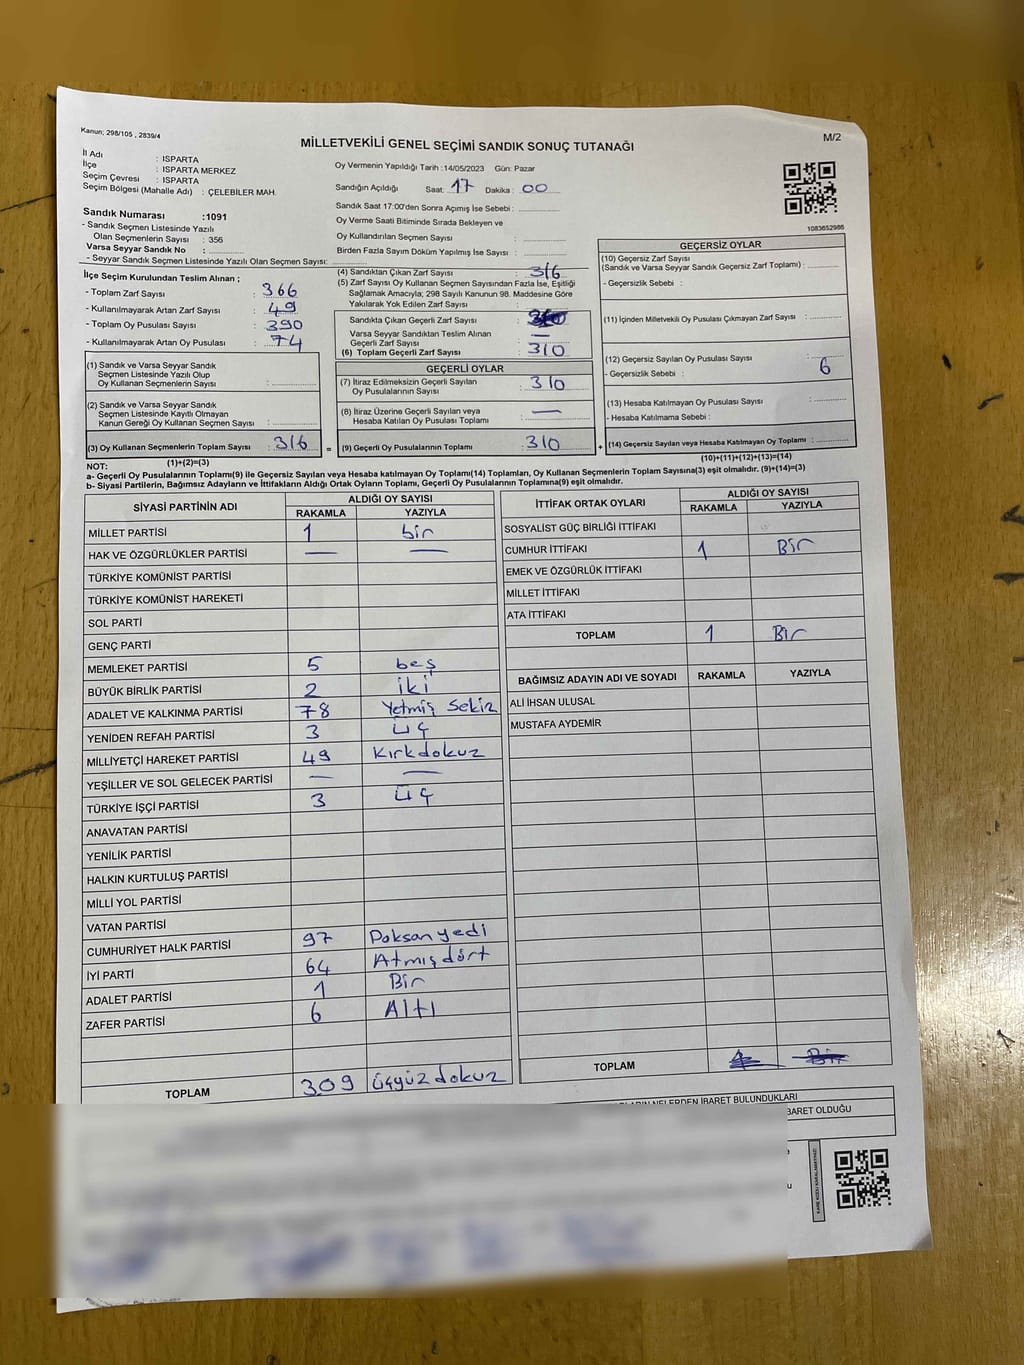 Kanun; 298/105 , 2839/4
M/2
MİLLETVEKİLİ GENEL SEÇİMİ SANDIK SONUÇ TUTANAĞI
İl Adı : ISPARTA
İlçe : ISPARTA MERKEZ
Seçim Çevresi : ISPARTA
Seçim Bölgesi (Mahalle Adı) : ÇELEBİLER MAH.
Sandık Numarası :1091
- Sandık Seçmen Listesinde Yazılı
Olan Seçmenlerin Sayısı : 356
Varsa Seyyar Sandık No :
- Seyyar Sandık Seçmen Listesinde Yazılı Olan Seçmen Sayısı:
Oy Vermenin Yapıldığı Tarih :14/05/2023 Gün: Pazar
Sandığın Açıldığı Saat: 17 Dakika : 00
Sandık Saat 17:00'den Sonra Açımış İse Sebebi :
Oy Verme Saati Bitiminde Sırada Bekleyen ve
Oy Kullandırılan Seçmen Sayısı :
Birden Fazla Sayım Döküm Yapılmış İse Sayısı :
1083652986
İlçe Seçim Kurulundan Teslim Alınan ;
- Toplam Zarf Sayısı : 366
- Kullanılmayarak Artan Zarf Sayısı : 49
- Toplam Oy Pusulası Sayısı : 390
- Kullanılmayarak Artan Oy Pusulası : 74
(1) Sandık ve Varsa Seyyar Sandık
Seçmen Listesinde Yazılı Olup
Oy Kullanan Seçmenlerin Sayısı :
(2) Sandık ve Varsa Seyyar Sandık
Seçmen Listesinde Kayıtlı Olmayan
Kanun Gereği Oy Kullanan Seçmen Sayısı :
(3) Oy Kullanan Seçmenlerin Toplam Sayısı : 316 =
(1)+(2)=(3)
(4) Sandıktan Çıkan Zarf Sayısı : 316
(5) Zarf Sayısı Oy Kullanan Seçmen Sayısından Fazla İse, Eşitliği
Sağlamak Amacıyla; 298 Sayılı Kanunun 98. Maddesine Göre
Yakılarak Yok Edilen Zarf Sayısı :
Sandıkta Çıkan Geçerli Zarf Sayısı :
Varsa Seyyar Sandıktan Teslim Alınan
Geçerli Zarf Sayısı : —
(6) Toplam Geçerli Zarf Sayısı : 310
GEÇERLİ OYLAR
(7) İtiraz Edilmeksizin Geçerli Sayılan
Oy Pusulalarının Sayısı : 310
(8) İtiraz Üzerine Geçerli Sayılan veya
Hesaba Katılan Oy Pusulası Toplamı : —
(9) Geçerli Oy Pusulalarının Toplamı : 310 +
GEÇERSİZ OYLAR
(10) Geçersiz Zarf Sayısı
(Sandık ve Varsa Seyyar Sandık Geçersiz Zarf Toplamı) :
- Geçersizlik Sebebi :
(11) İçinden Milletvekili Oy Pusulası Çıkmayan Zarf Sayısı :
(12) Geçersiz Sayılan Oy Pusulası Sayısı : 6
- Geçersizlik Sebebi :
(13) Hesaba Katılmayan Oy Pusulası Sayısı :
- Hesaba Katılmama Sebebi :
(14) Geçersiz Sayılan veya Hesaba Katılmayan Oy Toplamı :
(10)+(11)+(12)+(13)=(14)
NOT:
a- Geçerli Oy Pusulalarının Toplamı(9) ile Geçersiz Sayılan veya Hesaba katılmayan Oy Toplamı(14) Toplamları, Oy Kullanan Seçmenlerin Toplam Sayısına(3) eşit olmalıdır. (9)+(14)=(3)
b- Siyasi Partilerin, Bağımsız Adayların ve İttifakların Aldığı Ortak Oyların Toplamı, Geçerli Oy Pusulalarının Toplamına(9) eşit olmalıdır.
SİYASİ PARTİNİN ADI ALDIĞI OY SAYISI
RAKAMLA YAZIYLA
MİLLET PARTİSİ 1 bir
HAK VE ÖZGÜRLÜKLER PARTİSİ — —
TÜRKİYE KOMÜNİST PARTİSİ
TÜRKİYE KOMÜNİST HAREKETİ
SOL PARTİ
GENÇ PARTİ
MEMLEKET PARTİSİ 5 beş
BÜYÜK BİRLİK PARTİSİ 2 iki
ADALET VE KALKINMA PARTİSİ 78 Yetmiş Sekiz
YENİDEN REFAH PARTİSİ 3 üç
MİLLİYETÇİ HAREKET PARTİSİ 49 Kırkdokuz
YEŞİLLER VE SOL GELECEK PARTİSİ — —
TÜRKİYE İŞÇİ PARTİSİ 3 üç
ANAVATAN PARTİSİ
YENİLİK PARTİSİ
HALKIN KURTULUŞ PARTİSİ
MİLLİ YOL PARTİSİ
VATAN PARTİSİ
CUMHURİYET HALK PARTİSİ 97 Doksan yedi
İYİ PARTİ 64 Atmışdört
ADALET PARTİSİ 1 Bir
ZAFER PARTİSİ 6 Altı
TOPLAM 309 üçyüz dokuz
İTTİFAK ORTAK OYLARI ALDIĞI OY SAYISI
RAKAMLA YAZIYLA
SOSYALİST GÜÇ BİRLİĞİ İTTİFAKI
CUMHUR İTTİFAKI 1 Bir
EMEK VE ÖZGÜRLÜK İTTİFAKI
MİLLET İTTİFAKI
ATA İTTİFAKI
TOPLAM 1 Bir
BAĞIMSIZ ADAYIN ADI VE SOYADI RAKAMLA YAZIYLA
ALİ İHSAN ULUSAL
MUSTAFA AYDEMİR
TOPLAM Bir
NELERDEN İBARET BULUNDUKLARI
BARET OLDUĞU